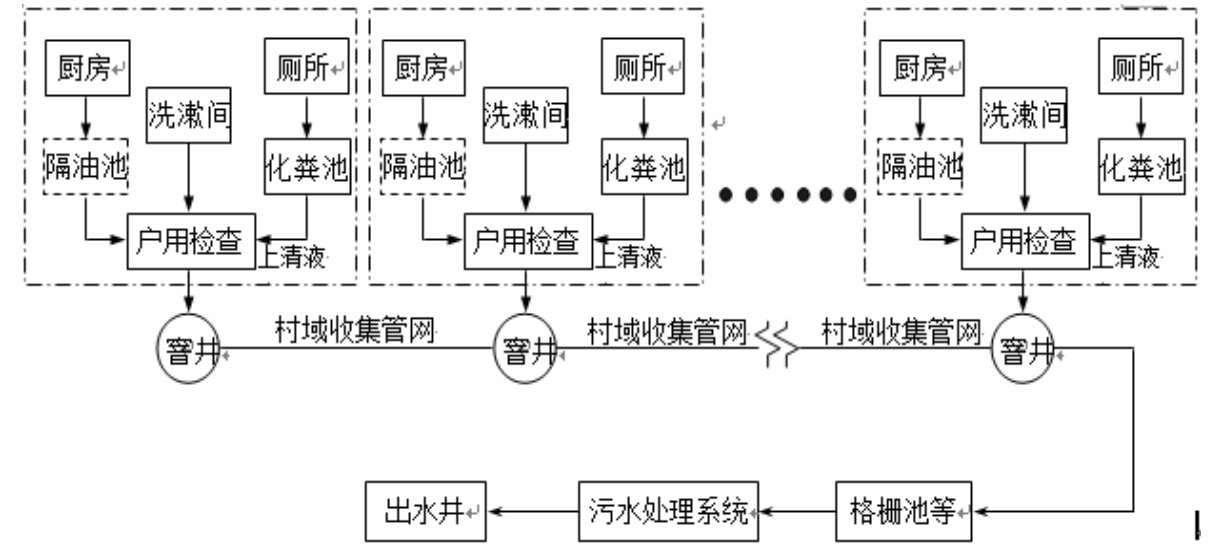 厨房
厕所
洗漱间
隔油池
化粪池
户用检查
上清液
厨房
厕所
洗漱间
隔油池
化粪池
户用检查
上清液
厨房
厕所
洗漱间
隔油池
化粪池
户用检查
上清液
窨井
村域收集管网
窨井
村域收集管网
村域收集管网
窨井
出水井
污水处理系统
格栅池等